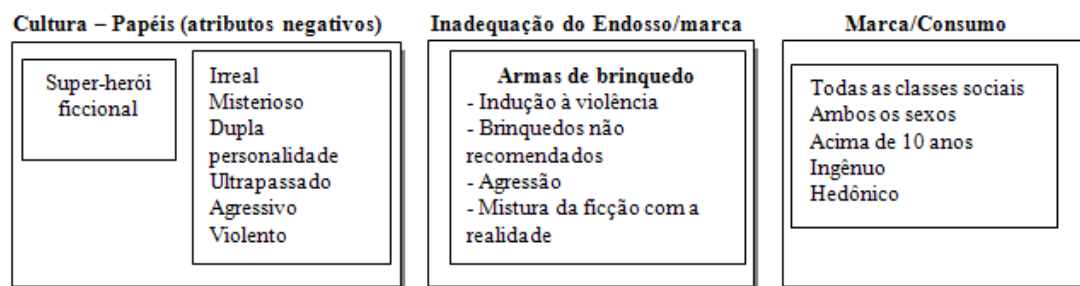 Cultura – Papéis (atributos negativos)
Super-herói
ficcional
Irreal
Misterioso
Dupla
personalidade
Ultrapassado
Agressivo
Violento
Inadequação do Endosso/marca
Armas de brinquedo
- Indução à violência
- Brinquedos não
recomendados
- Agressão
- Mistura da ficção com a
realidade
Marca/Consumo
Todas as classes sociais
Ambos os sexos
Acima de 10 anos
Ingênuo
Hedônico